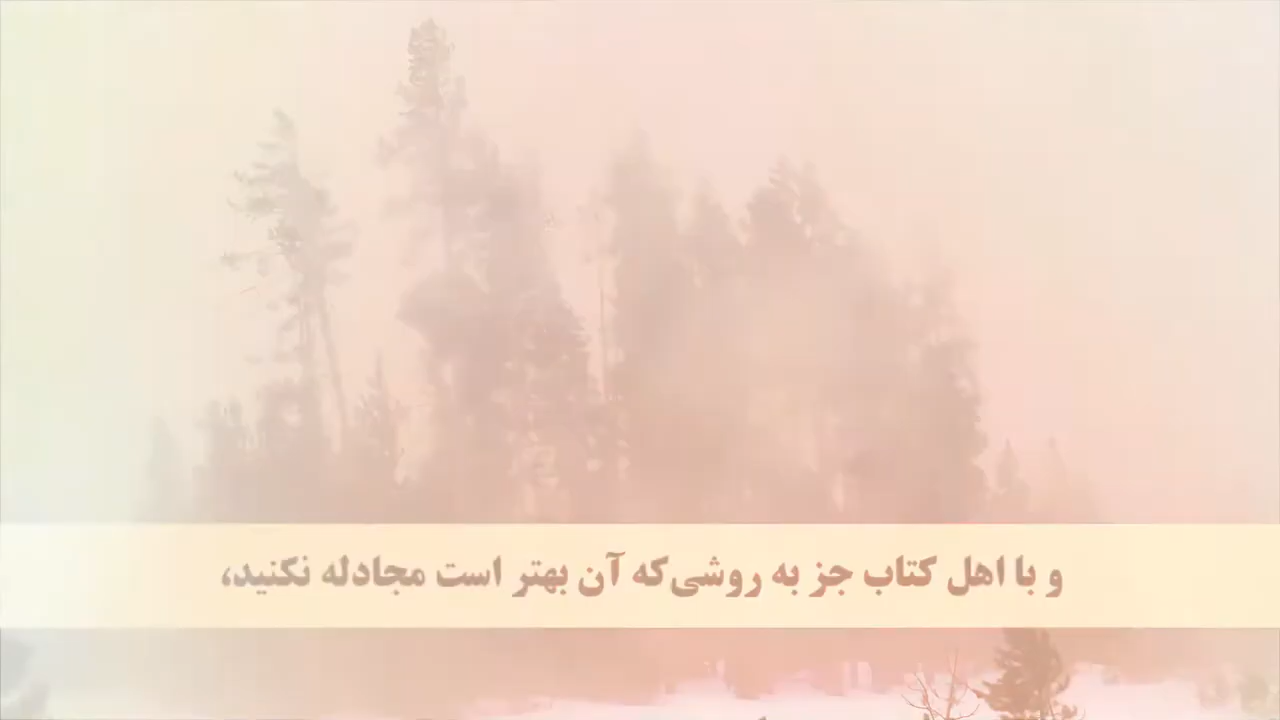 و با اهل کتاب جز به روشی‌که آن بهتر است مجادله نکنید،